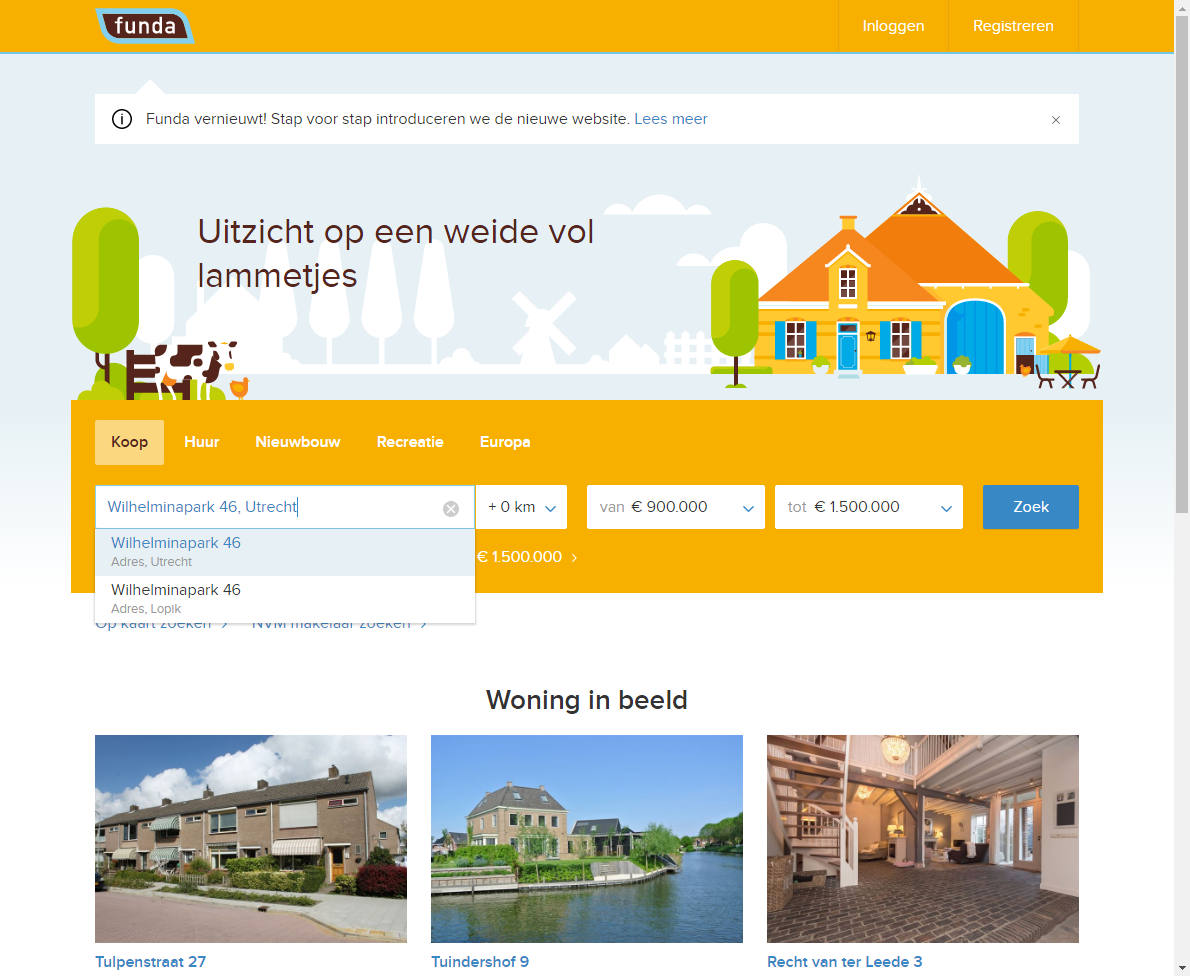 funda
Inloggen
Registreren
Funda vernieuwt! Stap voor stap introduceren we de nieuwe website. Lees meer
Uitzicht op een weide vol
lammetjes
Koop
Huur
Nieuwbouw
Recreatie
Europa
Wilhelminapark 46, Utrecht
+ 0 km
van € 900.000
tot € 1.500.000
Zoek
Wilhelminapark 46
Adres, Utrecht
€ 1.500.000
Wilhelminapark 46
Adres, Lopik
Op kaart zoeken
NVM makelaar zoeken
Woning in beeld
Tulpenstraat 27
Tuindershof 9
Recht van ter Leede 3